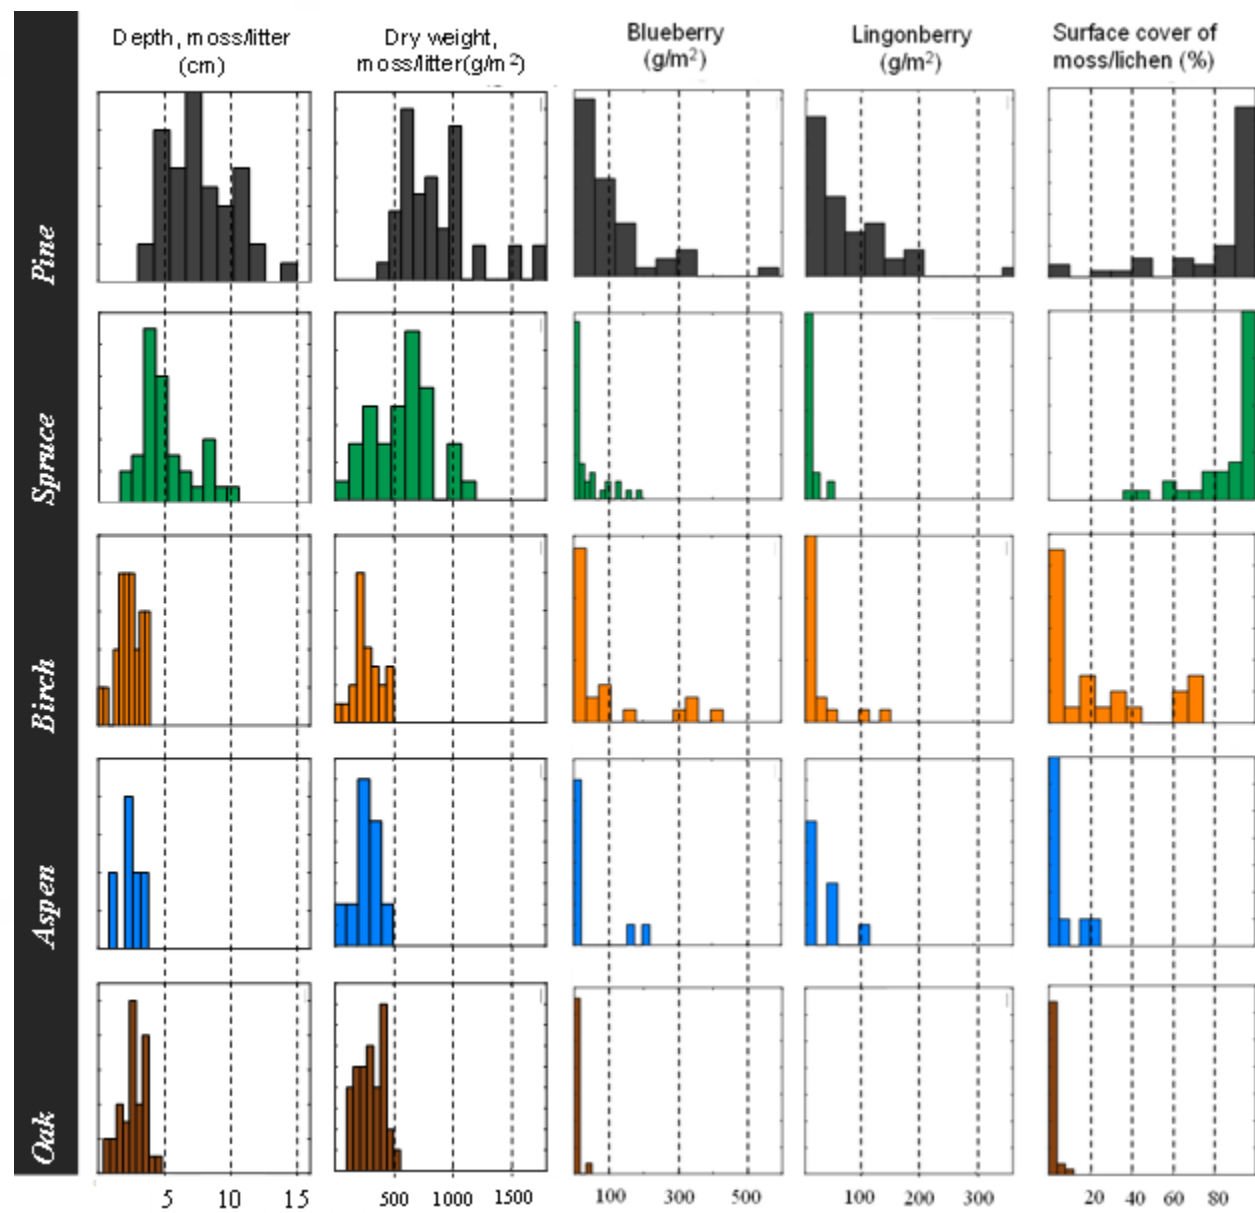 Depth, moss/litter
(cm)
Dry weight,
moss/litter(g/m²)
Blueberry
(g/m²)
Lingonberry
(g/m²)
Surface cover of
moss/lichen (%)
Pine
Spruce
Birch
Aspen
Oak
5 10 15
500 1000 1500
100 300 500
100 200 300
20 40 60 80